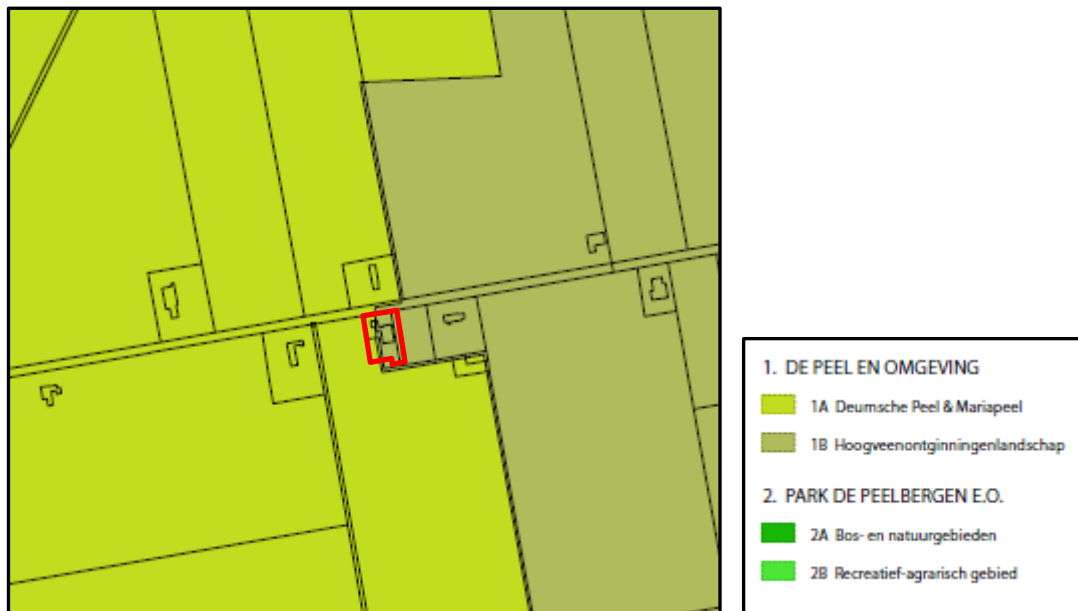 1. DE PEEL EN OMGEVING
1A Deurnsche Peel & Mariapeel
1B Hoogveenontginningenlandschap
2. PARK DE PEELBERGEN E.O.
2A Bos- en natuurgebieden
2B Recreatief-agrarisch gebied